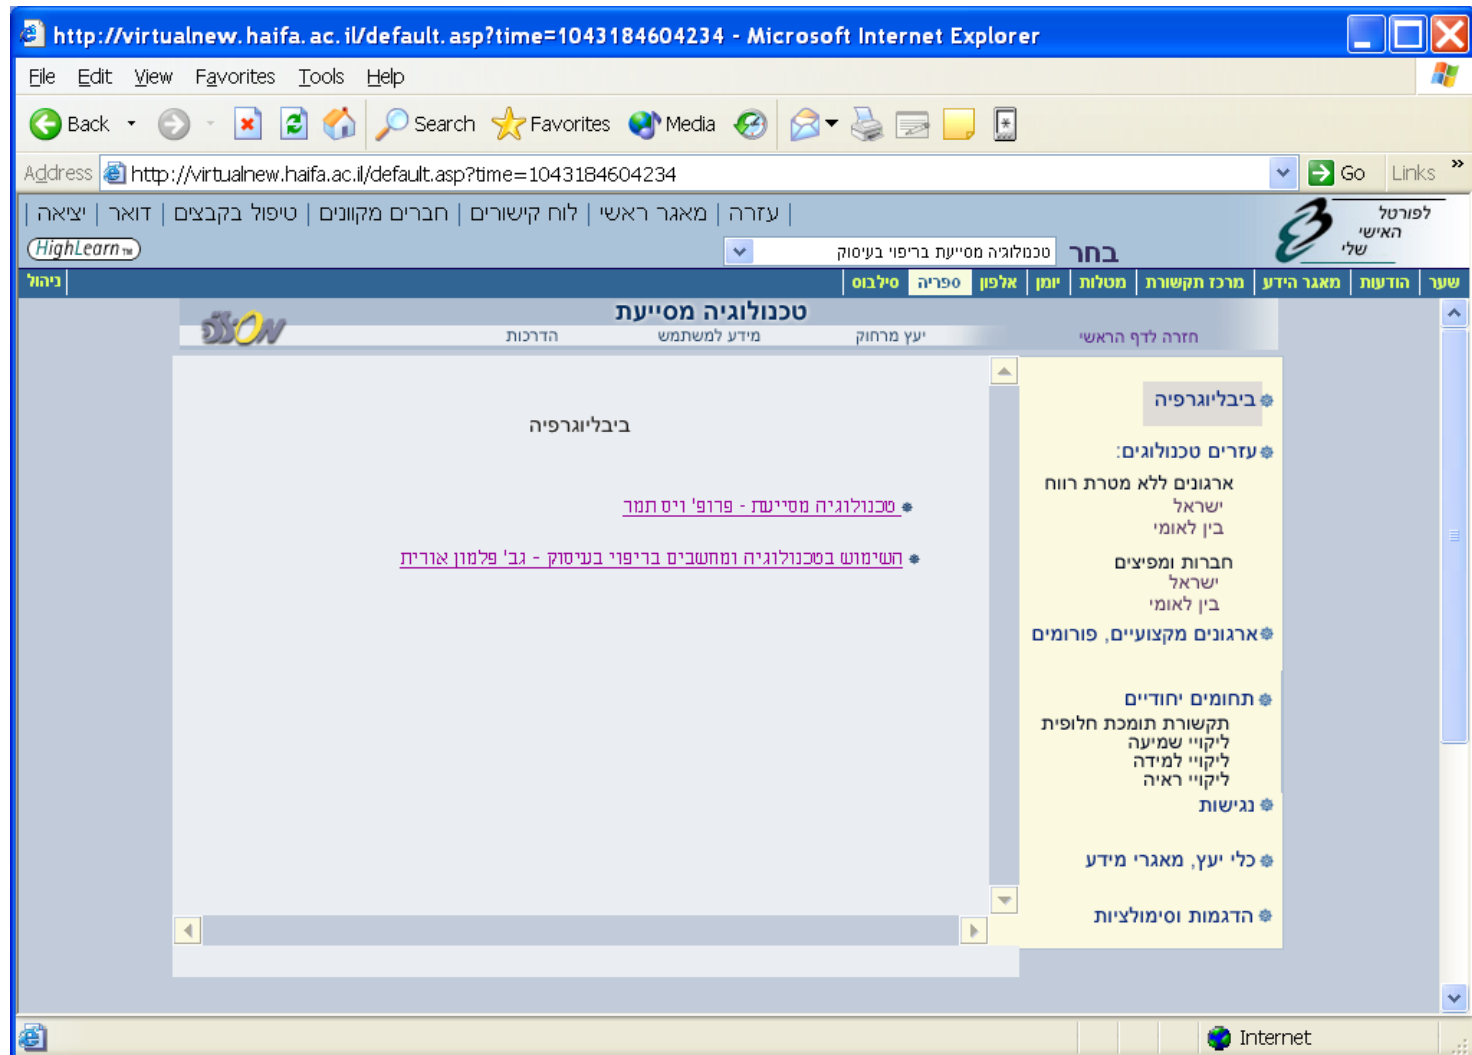 http://virtualnew.haifa.ac.il/default.asp?time=1043184604234 - Microsoft Internet Explorer
File Edit View Favorites Tools Help
Back Search Favorites Media
Address http://virtualnew.haifa.ac.il/default.asp?time=1043184604234 Go Links »
| עזרה | מאגר ראשי | לוח קישורים | חברים מקוונים | טיפול בקבצים | דואר | יציאה |
לפורטל
האישי
שלי
בחר טכנולוגיה מסייעת בריפוי בעיסוק
HighLearn TM
שער | הודעות | מאגר הידע | מרכז תקשורת | מטלות | יומן | אלפון | ספריה | סילבוס | ניהול
טכנולוגיה מסייעת
חזרה לדף הראשי יעץ מרחוק מידע למשתמש הדרכות
ביבליוגרפיה
עזרים טכנולוגים:
ארגונים ללא מטרת רווח
ישראל
בין לאומי
חברות ומפיצים
ישראל
בין לאומי
ארגונים מקצועיים, פורומים
תחומים יחודיים
תקשורת תומכת חלופית
ליקויי שמיעה
ליקויי למידה
ליקויי ראיה
נגישות
כלי יעץ, מאגרי מידע
הדגמות וסימולציות
ביבליוגרפיה
טכנולוגיה מסייעת - פרופ' ויס תמר
השימוש בטכנולוגיה ומחשבים בריפוי בעיסוק - גב' פלמון אורית
Internet